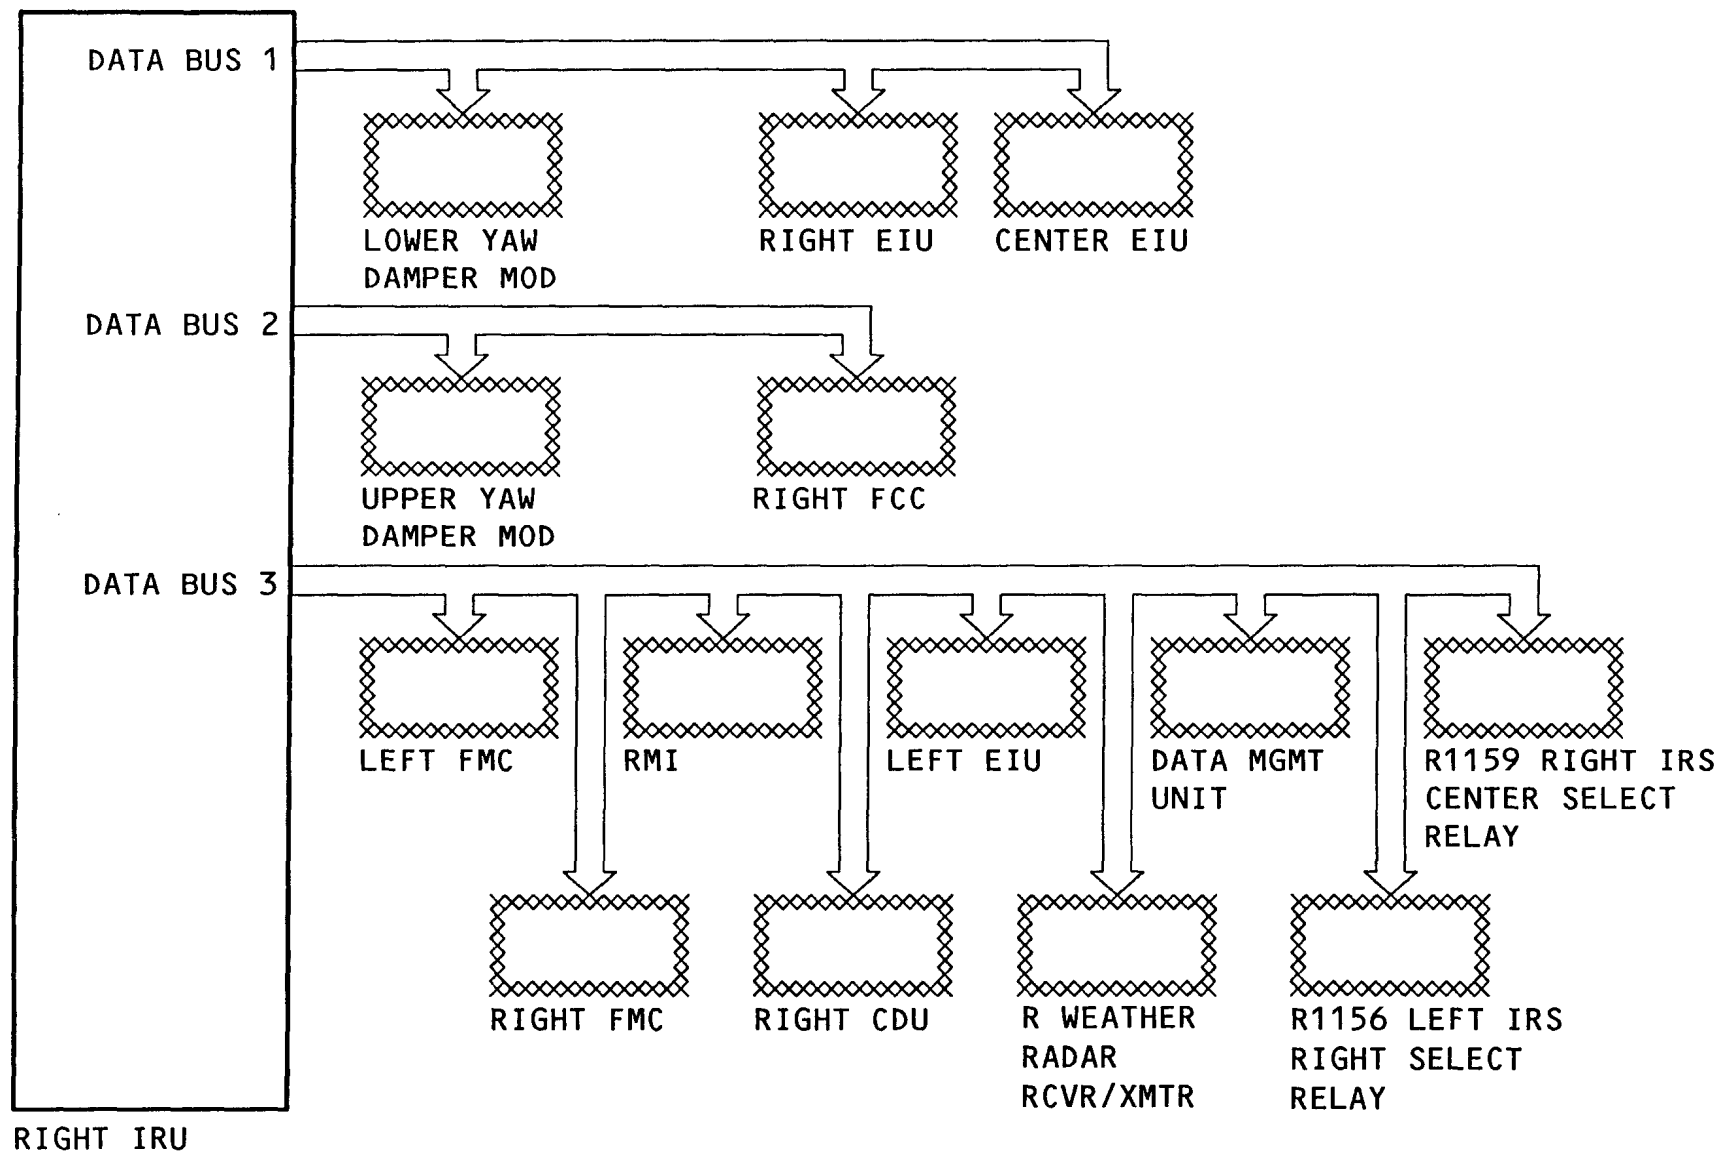 DATA BUS 1
LOWER YAW
DAMPER MOD
RIGHT EIU
CENTER EIU
DATA BUS 2
UPPER YAW
DAMPER MOD
RIGHT FCC
DATA BUS 3
LEFT FMC
RMI
LEFT EIU
DATA MGMT
UNIT
R1159 RIGHT IRS
CENTER SELECT
RELAY
RIGHT FMC
RIGHT CDU
R WEATHER
RADAR
RCVR/XMTR
R1156 LEFT IRS
RIGHT SELECT
RELAY
RIGHT IRU